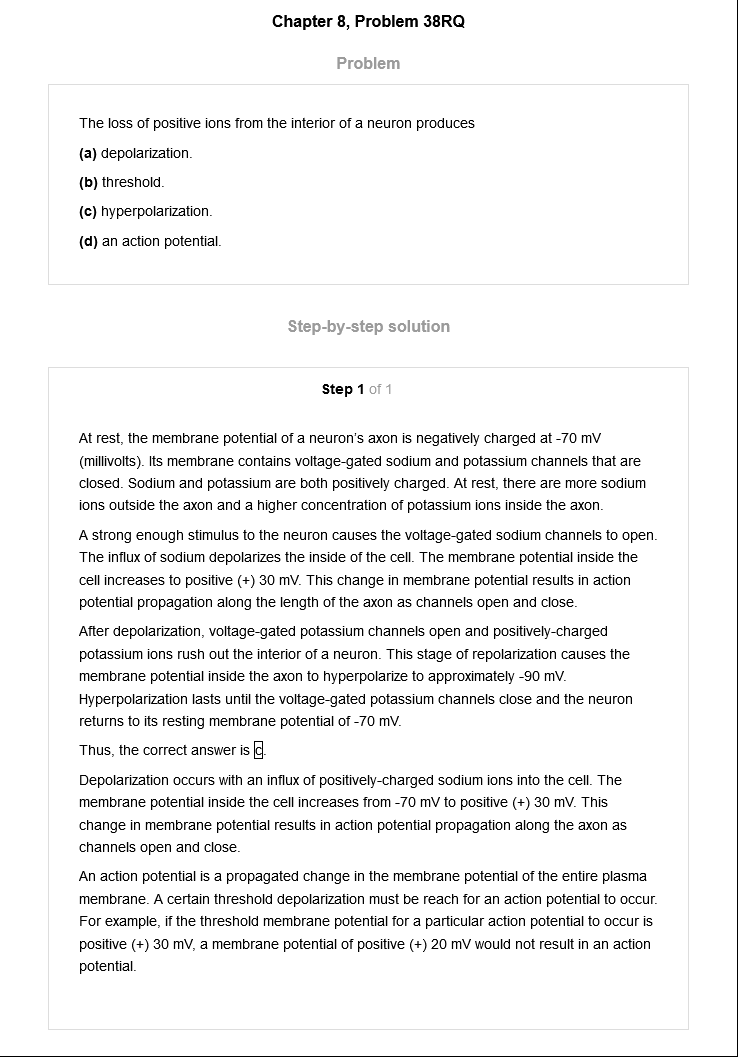 Chapter 8, Problem 38RQ
Problem
The loss of positive ions from the interior of a neuron produces
(a) depolarization.
(b) threshold.
(c) hyperpolarization.
(d) an action potential.
Step-by-step solution
Step 1 of 1
At rest, the membrane potential of a neuron's axon is negatively charged at -70 mV
(millivolts). Its membrane contains voltage-gated sodium and potassium channels that are
closed. Sodium and potassium are both positively charged. At rest, there are more sodium
ions outside the axon and a higher concentration of potassium ions inside the axon.
A strong enough stimulus to the neuron causes the voltage-gated sodium channels to open.
The influx of sodium depolarizes the inside of the cell. The membrane potential inside the
cell increases to positive (+) 30 mV. This change in membrane potential results in action
potential propagation along the length of the axon as channels open and close.
After depolarization, voltage-gated potassium channels open and positively-charged
potassium ions rush out the interior of a neuron. This stage of repolarization causes the
membrane potential inside the axon to hyperpolarize to approximately -90 mV.
Hyperpolarization lasts until the voltage-gated potassium channels close and the neuron
returns to its resting membrane potential of -70 mV.
Thus, the correct answer is c.
Depolarization occurs with an influx of positively-charged sodium ions into the cell. The
membrane potential inside the cell increases from -70 mV to positive (+) 30 mV. This
change in membrane potential results in action potential propagation along the axon as
channels open and close.
An action potential is a propagated change in the membrane potential of the entire plasma
membrane. A certain threshold depolarization must be reach for an action potential to occur.
For example, if the threshold membrane potential for a particular action potential to occur is
positive (+) 30 mV, a membrane potential of positive (+) 20 mV would not result in an action
potential.